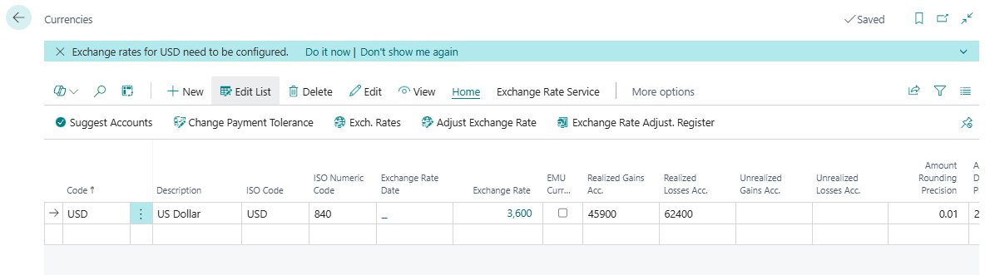 Currencies
Saved
Exchange rates for USD need to be configured. Do it now | Don't show me again
New Edit List Delete Edit View Home Exchange Rate Service More options
Suggest Accounts Change Payment Tolerance Exch. Rates Adjust Exchange Rate Exchange Rate Adjust. Register
Code ↑ Description ISO Code ISO Numeric Code Exchange Rate Date Exchange Rate EMU Curr... Realized Gains Acc. Realized Losses Acc. Unrealized Gains Acc. Unrealized Losses Acc. Amount Rounding Precision A D Pl
USD US Dollar USD 840 _ 3,600 45900 62400 0.01 2